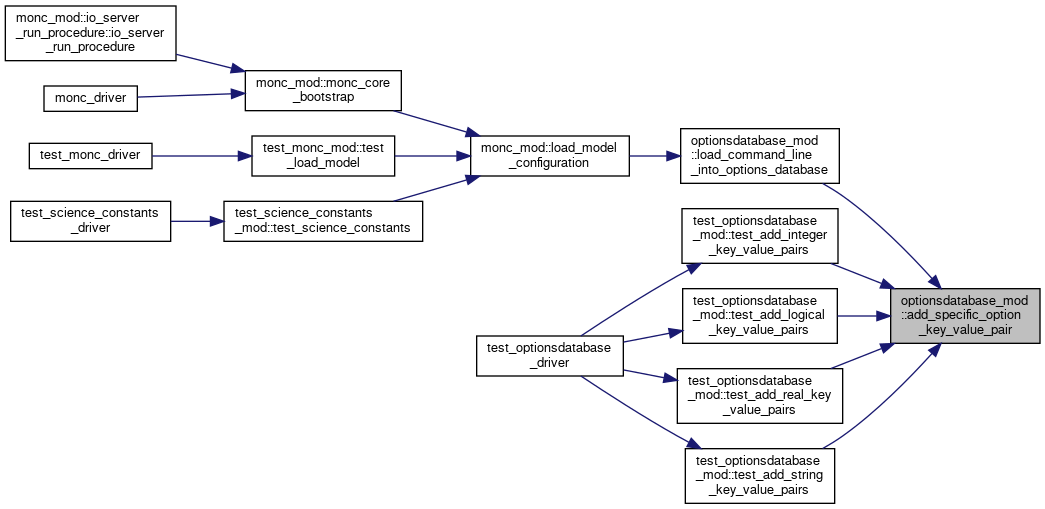 monc_mod::io_server
_run_procedure::io_server
_run_procedure
monc_driver
monc_mod::monc_core
_bootstrap
test_monc_driver
test_monc_mod::test
_load_model
monc_mod::load_model
_configuration
optionsdatabase_mod
::load_command_line
_into_options_database
test_science_constants
_driver
test_science_constants
_mod::test_science_constants
test_optionsdatabase
_mod::test_add_integer
_key_value_pairs
test_optionsdatabase
_mod::test_add_logical
_key_value_pairs
optionsdatabase_mod
::add_specific_option
_key_value_pair
test_optionsdatabase
_driver
test_optionsdatabase
_mod::test_add_real_key
_value_pairs
test_optionsdatabase
_mod::test_add_string
_key_value_pairs